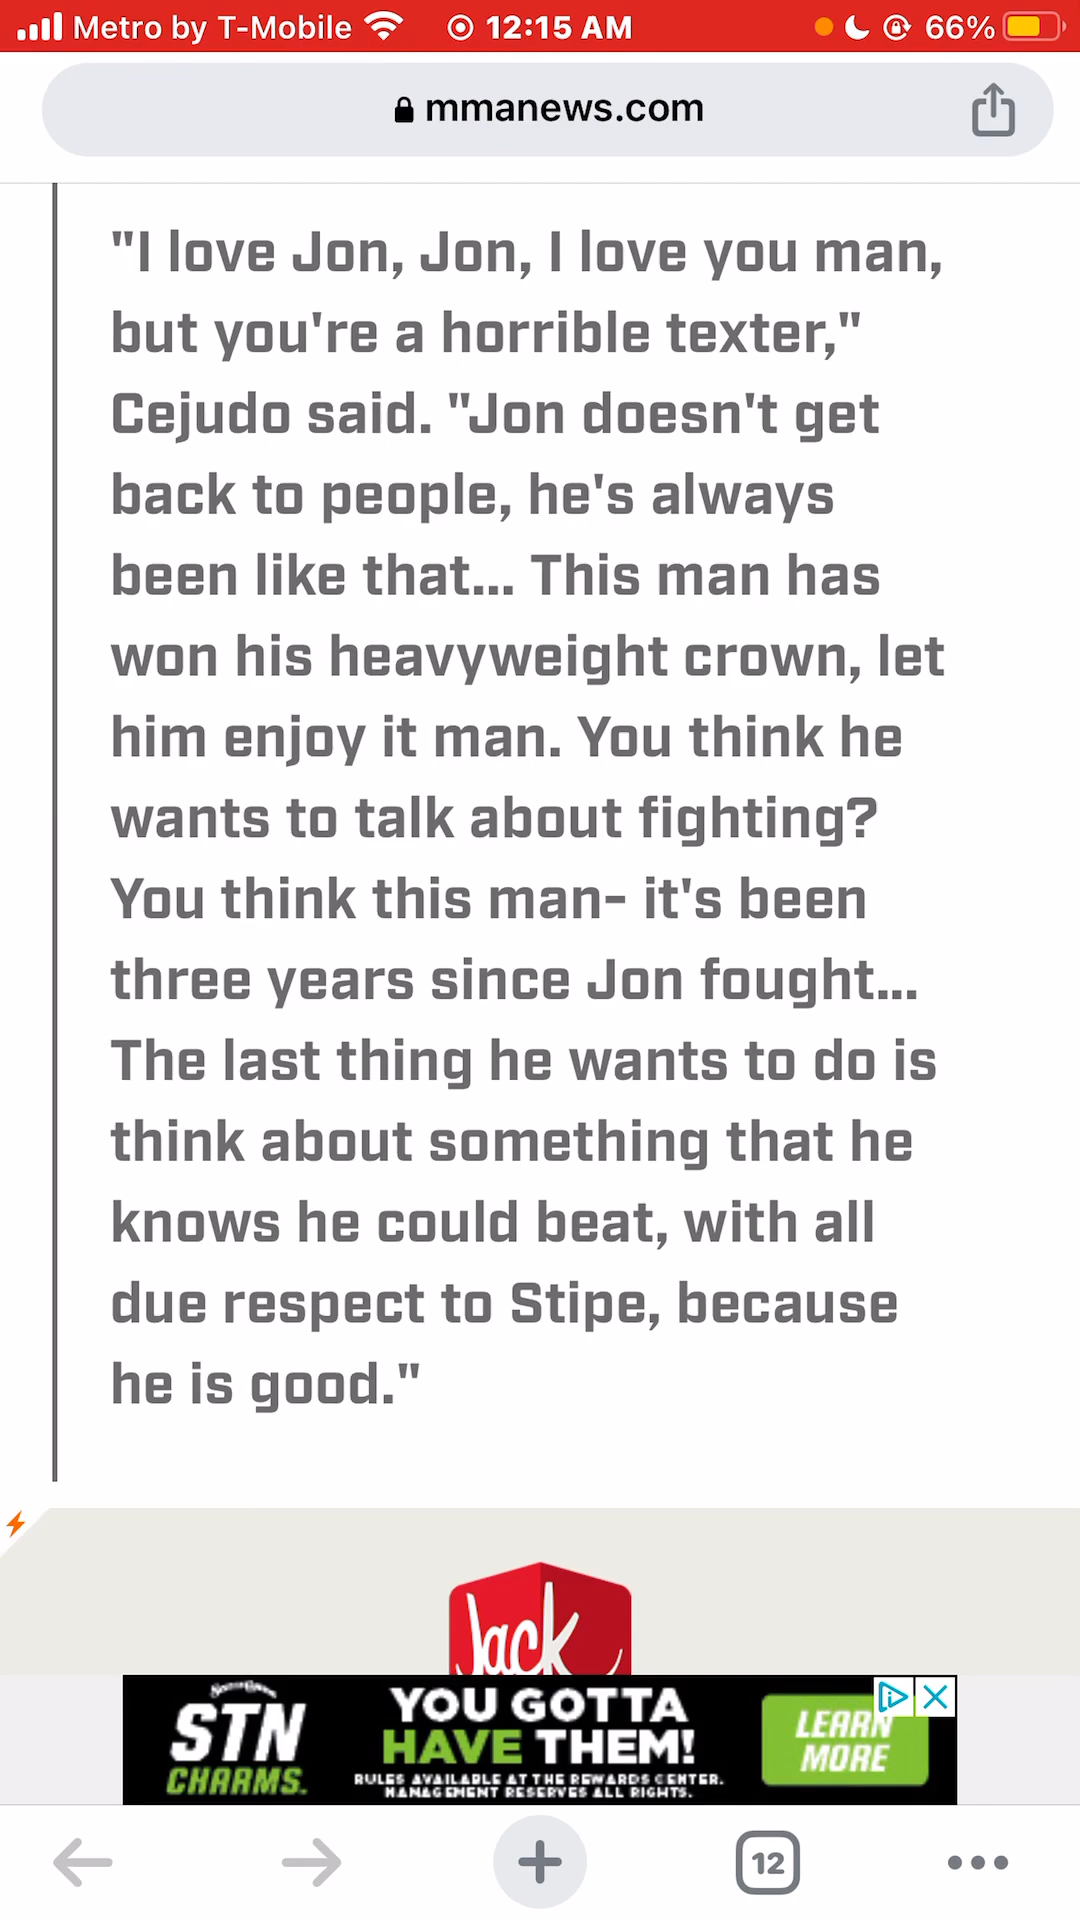 Metro by T-Mobile 12:15 AM 66%
mmanews.com
"I love Jon, Jon, I love you man,
but you're a horrible texter,"
Cejudo said. "Jon doesn't get
back to people, he's always
been like that... This man has
won his heavyweight crown, let
him enjoy it man. You think he
wants to talk about fighting?
You think this man- it's been
three years since Jon fought...
The last thing he wants to do is
think about something that he
knows he could beat, with all
due respect to Stipe, because
he is good."
Jack
STN
CHARMS.
YOU GOTTA
HAVE THEM!
RULES AVAILABLE AT THE REWARDS CENTER.
MANAGEMENT RESERVES ALL RIGHTS.
LEARN
MORE
12